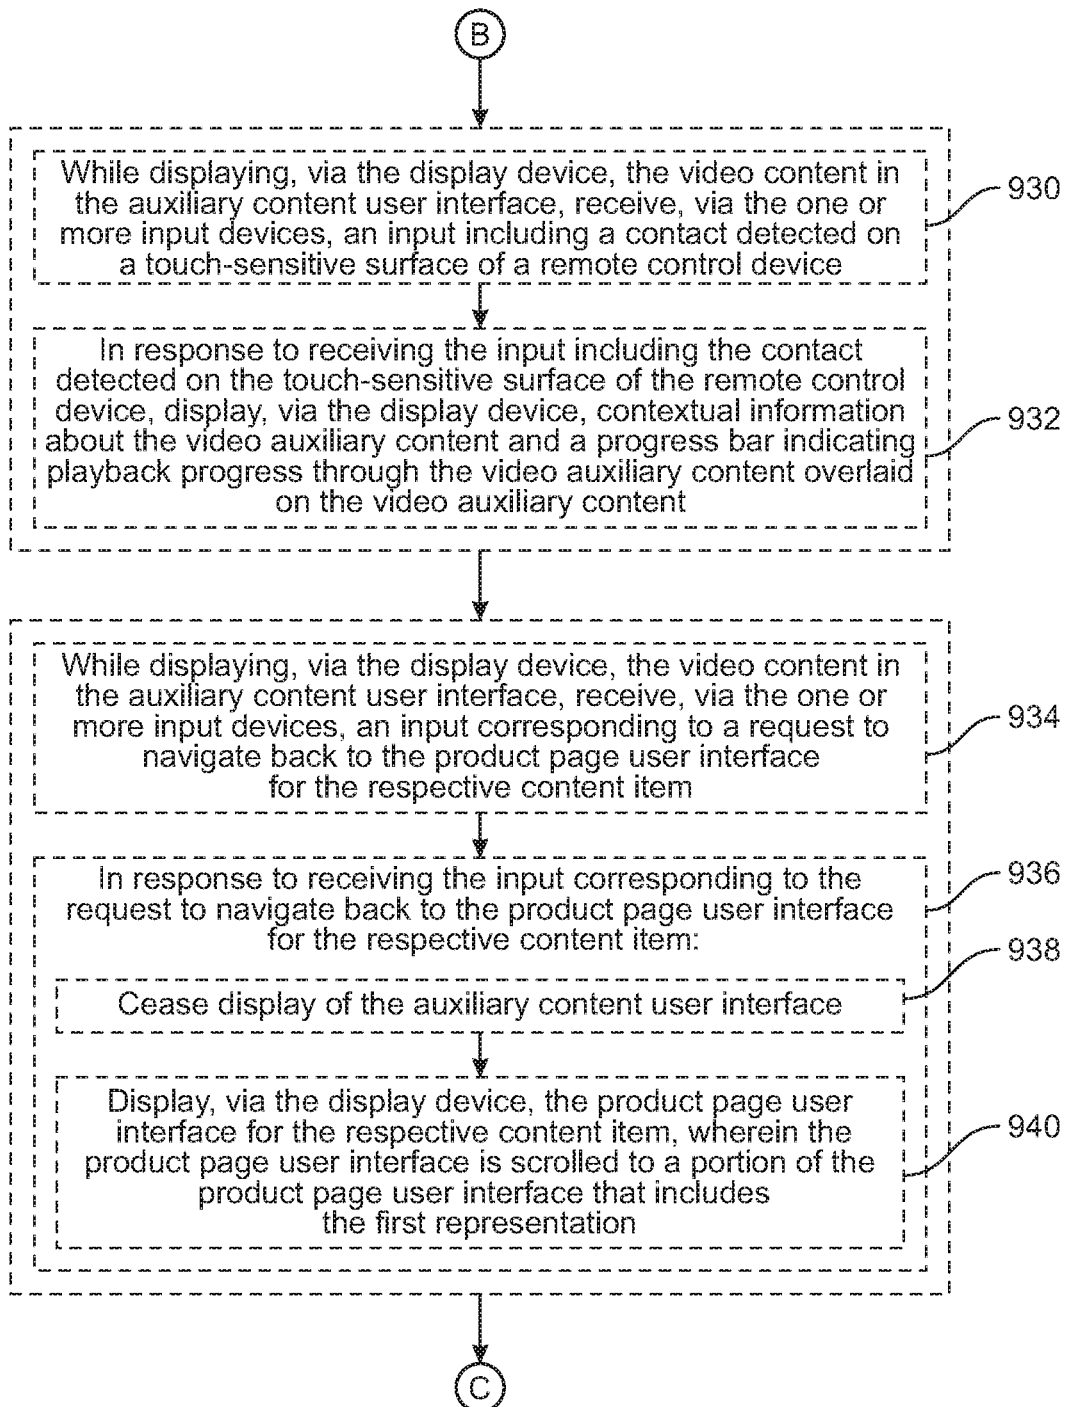 B
While displaying, via the display device, the video content in
the auxiliary content user interface, receive, via the one or
more input devices, an input including a contact detected on
a touch-sensitive surface of a remote control device
930
In response to receiving the input including the contact
detected on the touch-sensitive surface of the remote control
device, display, via the display device, contextual information
about the video auxiliary content and a progress bar indicating
playback progress through the video auxiliary content overlaid
on the video auxiliary content
932
While displaying, via the display device, the video content in
the auxiliary content user interface, receive, via the one or
more input devices, an input corresponding to a request to
navigate back to the product page user interface
for the respective content item
934
In response to receiving the input corresponding to the
request to navigate back to the product page user interface
for the respective content item:
936
Cease display of the auxiliary content user interface
938
Display, via the display device, the product page user
interface for the respective content item, wherein the
product page user interface is scrolled to a portion of the
product page user interface that includes
the first representation
940
C